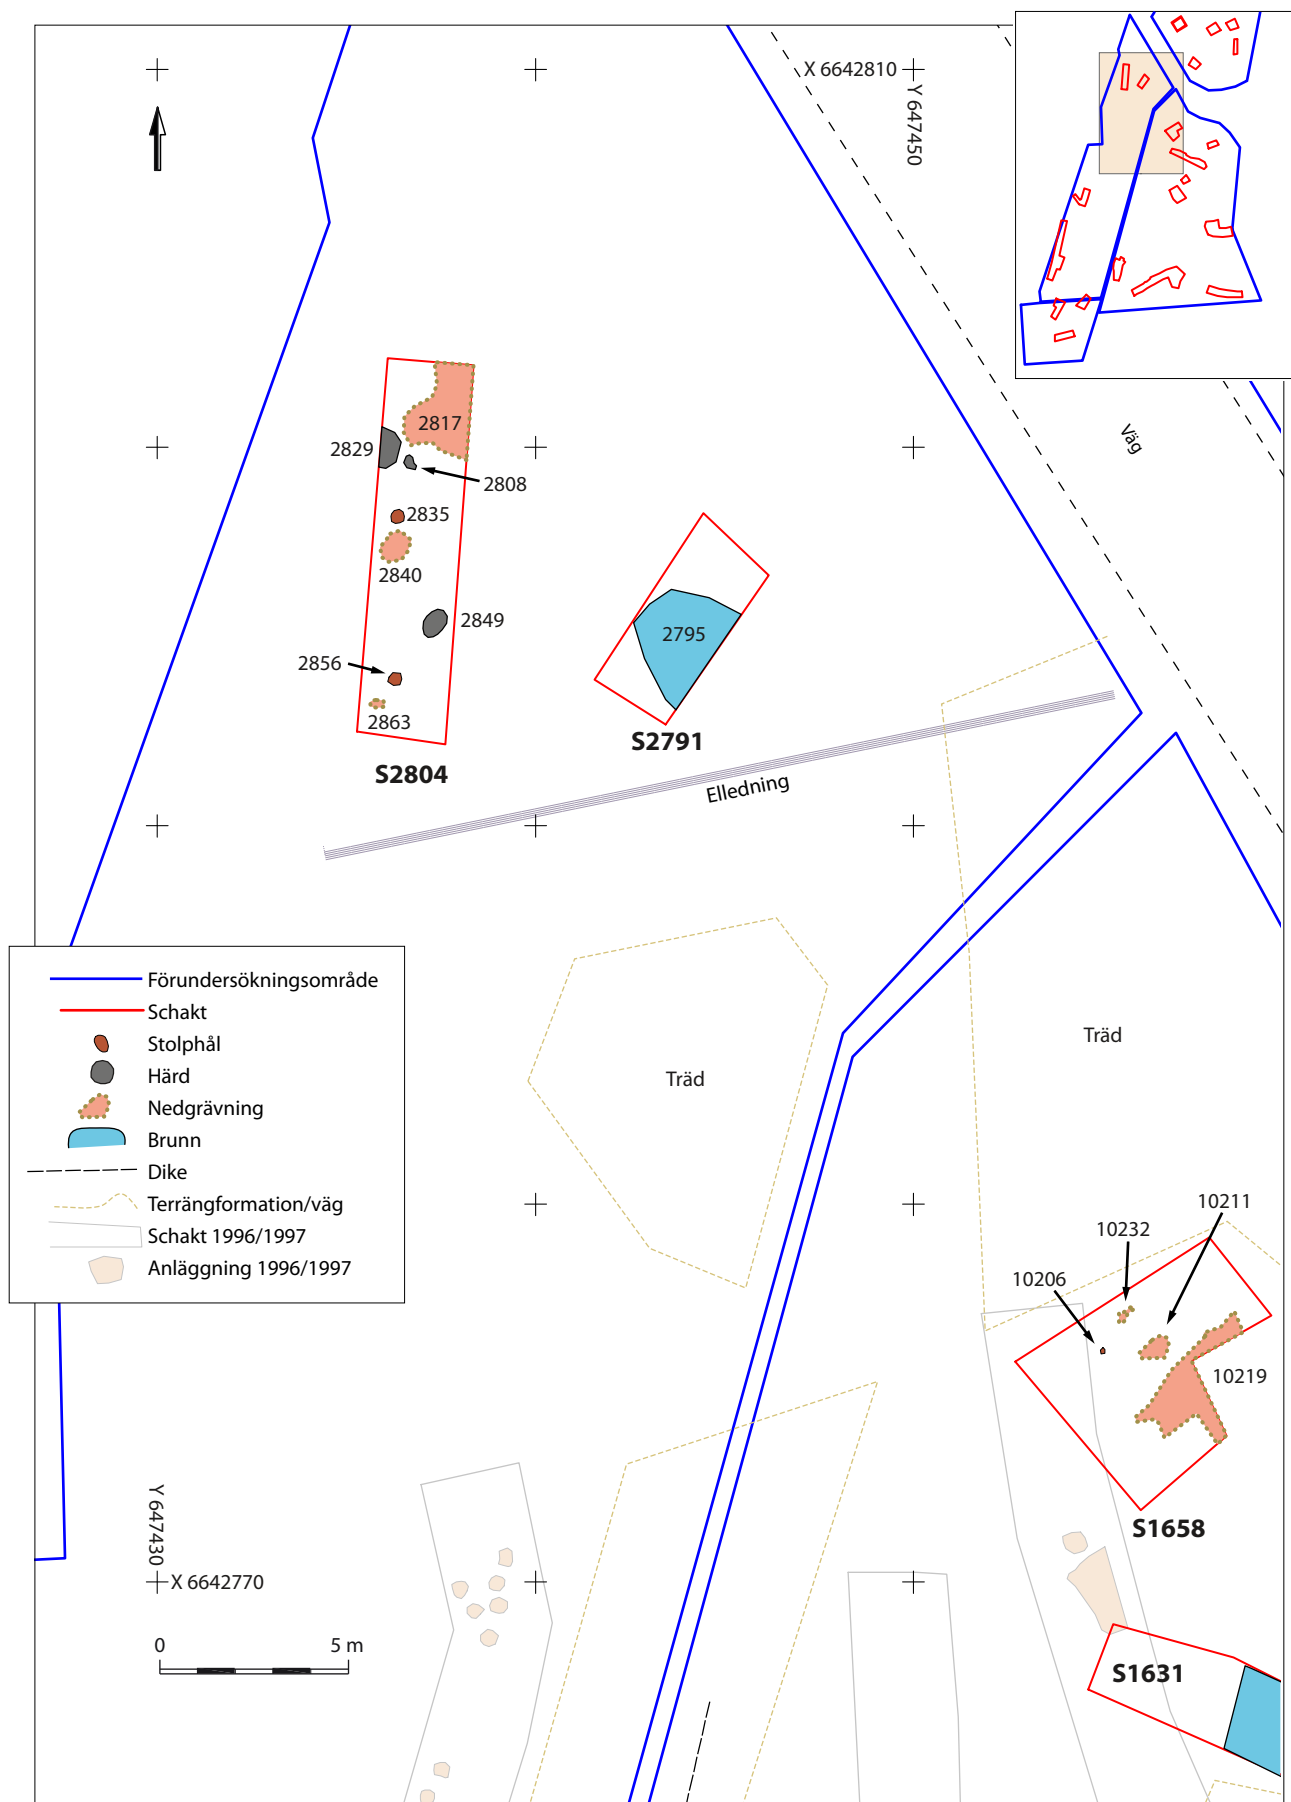 X 6642810
Y 647450
Väg
2817
2829
2808
2835
2840
2849
2856
2863
S2804
2795
S2791
Elledning
Förundersökningsområde
Schakt
Stolphål
Härd
Nedgrävning
Brunn
Dike
Terrängformation/väg
Schakt 1996/1997
Anläggning 1996/1997
Träd
Träd
10211
10232
10206
10219
S1658
Y 647430
X 6642770
0 5 m
S1631